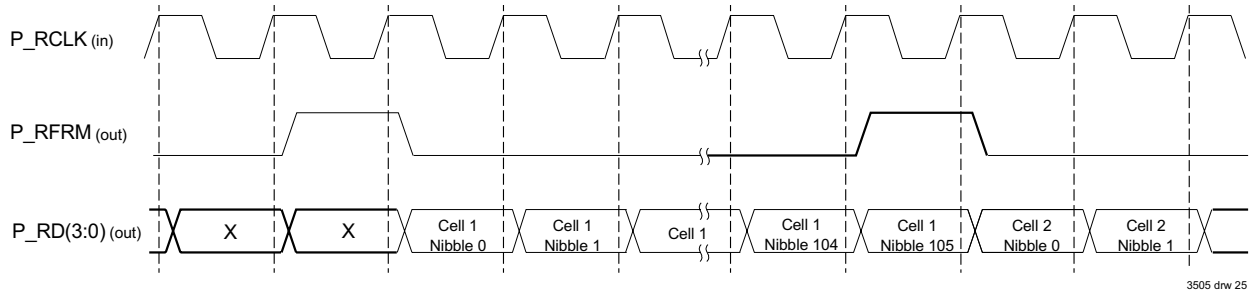 P_RCLK (in)
P_RFRM (out)
P_RD(3:0) (out)
X
X
Cell 1
Nibble 0
Cell 1
Nibble 1
Cell 1
Cell 1
Nibble 104
Cell 1
Nibble 105
Cell 2
Nibble 0
Cell 2
Nibble 1
3505 drw 25